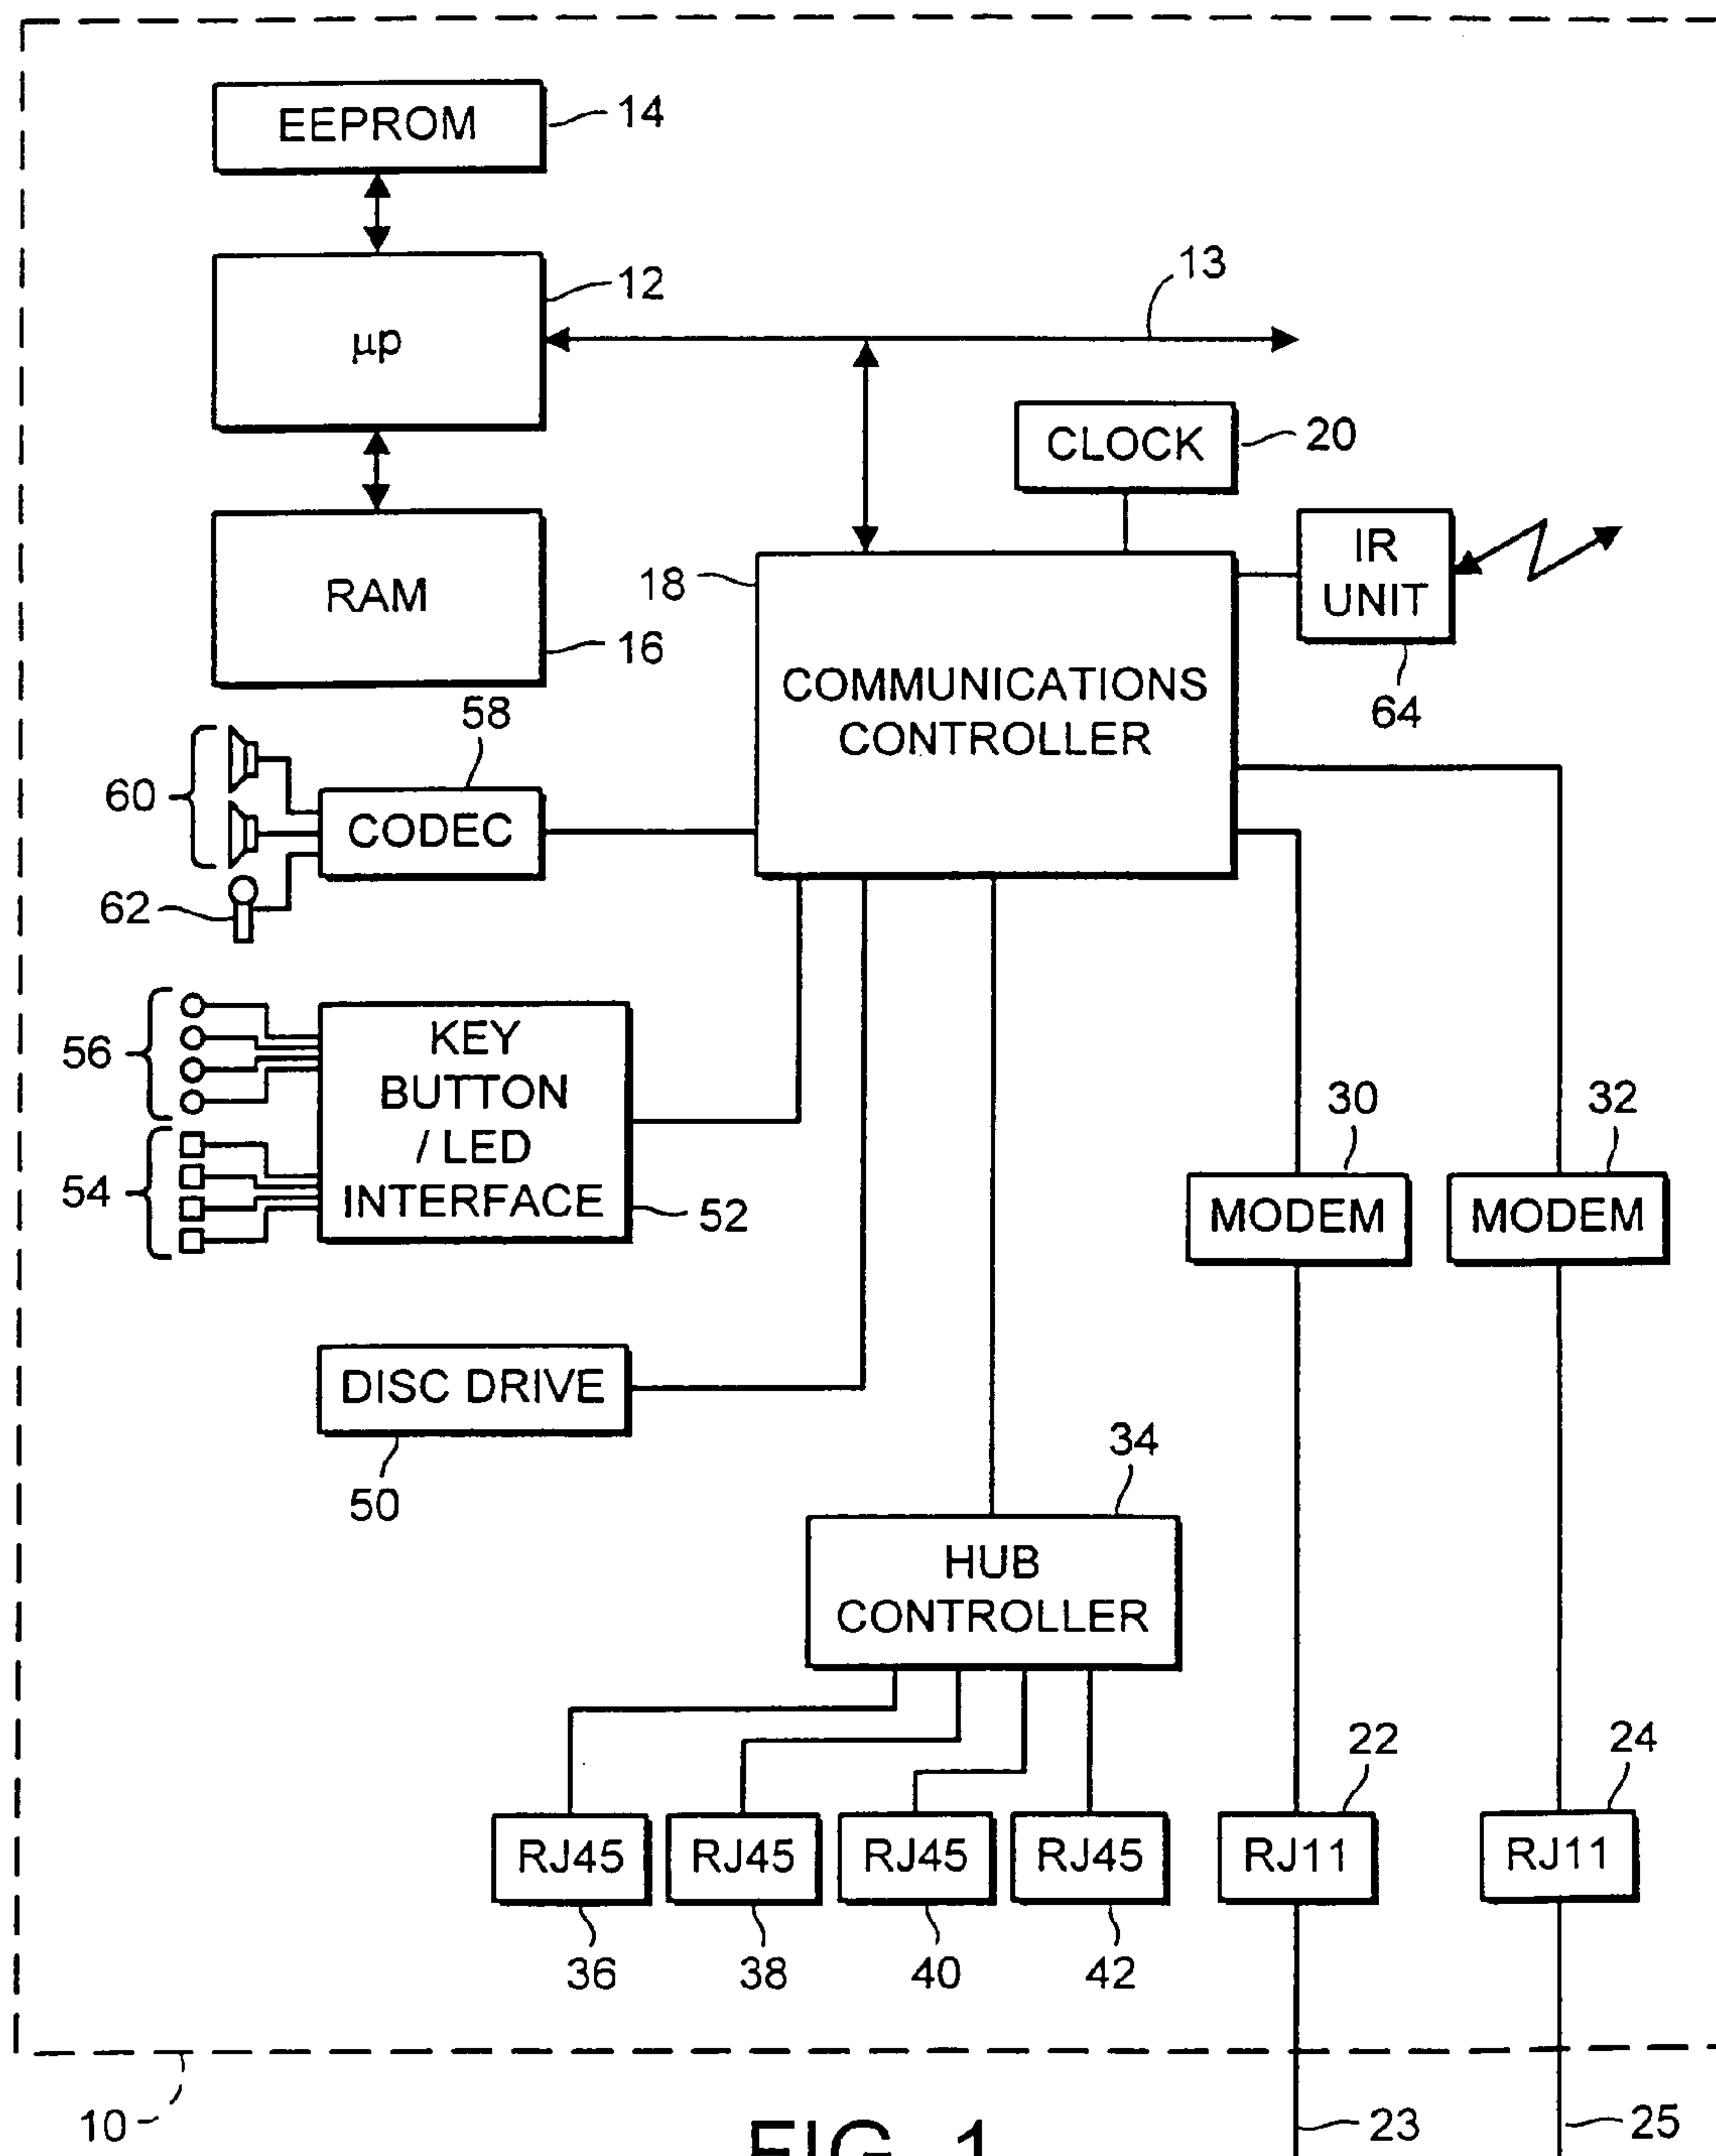 EEPROM
14
12
13
μp
CLOCK
20
IR
UNIT
18
RAM
16
64
COMMUNICATIONS
CONTROLLER
58
60
CODEC
62
56
KEY
BUTTON
/ LED
INTERFACE
54
52
30
32
MODEM
MODEM
DISC DRIVE
50
34
HUB
CONTROLLER
22
24
RJ45
RJ45
RJ45
RJ45
RJ11
RJ11
36
38
40
42
10
23
25
FIG. 1